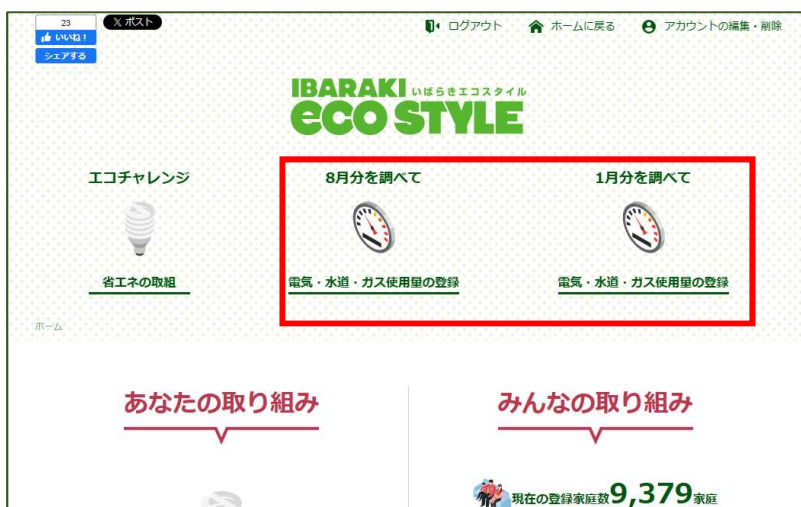 23
ポスト
いいね!
シェアする
ログアウト
ホームに戻る
アカウントの編集・削除
IBARAKI いばらきエコスタイル
eco STYLE
エコチャレンジ
8月分を調べて
1月分を調べて
省エネの取組
電気・水道・ガス使用量の登録
電気・水道・ガス使用量の登録
ホーム
あなたの取り組み
みんなの取り組み
現在の登録家庭数9,379家庭